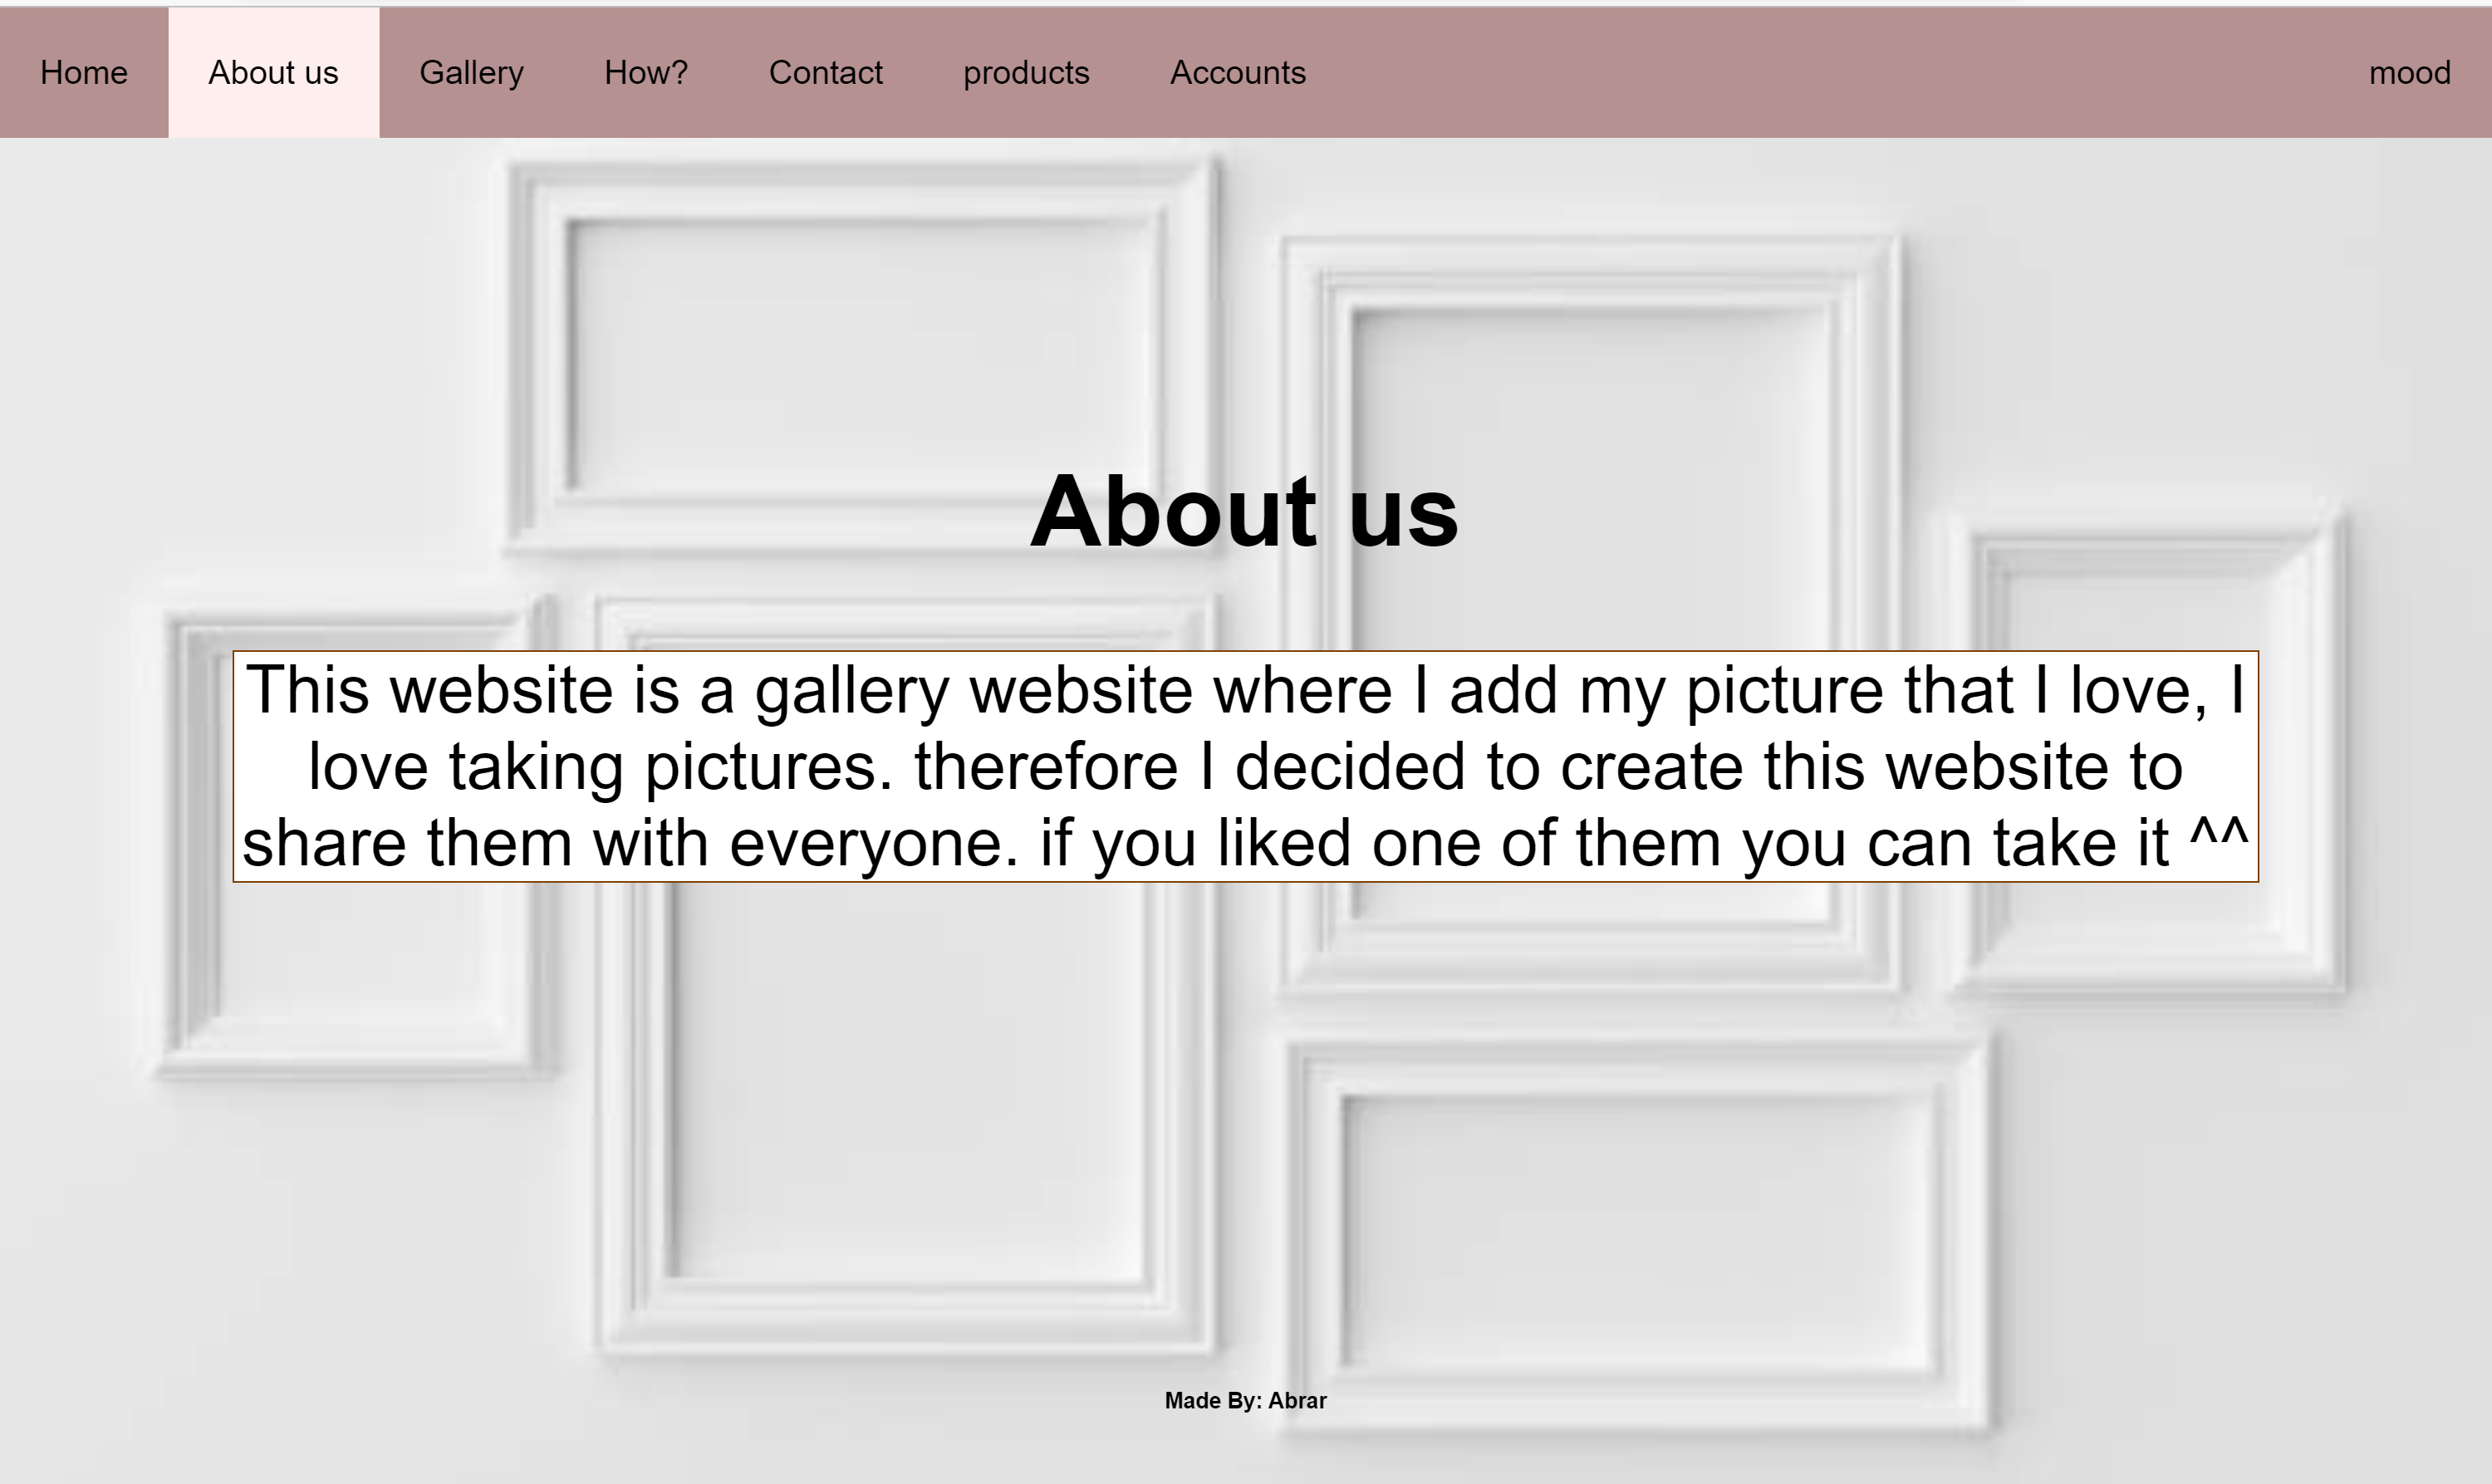 Home About us Gallery How? Contact products Accounts mood
About us
This website is a gallery website where I add my picture that I love, I
love taking pictures. therefore I decided to create this website to
share them with everyone. if you liked one of them you can take it ^^
Made By: Abrar